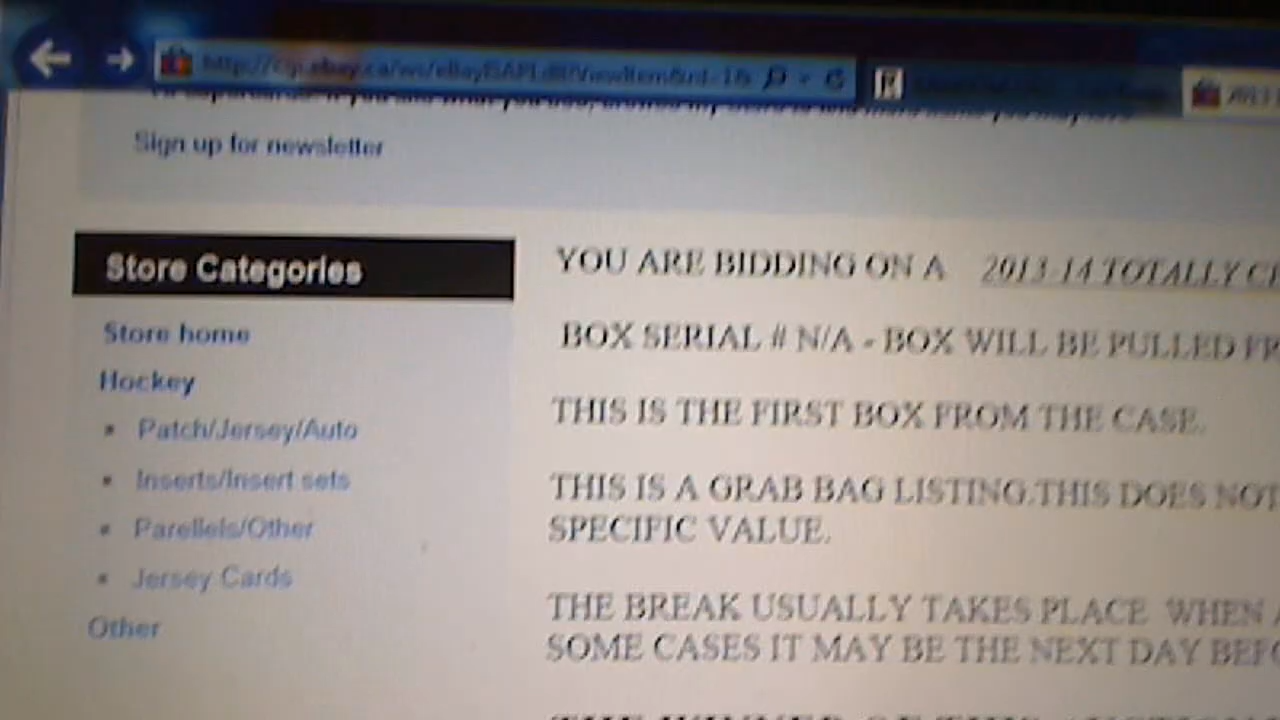 Sign up for newsletter
Store Categories
Store home
Hockey
Patch/Jersey/Auto
Inserts/Insert sets
Parellels/Other
Jersey Cards
Other
YOU ARE BIDDING ON A 2013-14 TOTALLY
BOX SERIAL # N/A - BOX WILL BE PULLED
THIS IS THE FIRST BOX FROM THE CASE.
THIS IS A GRAB BAG LISTING.THIS DOES NOT
SPECIFIC VALUE.
THE BREAK USUALLY TAKES PLACE WHEN
SOME CASES IT MAY BE THE NEXT DAY